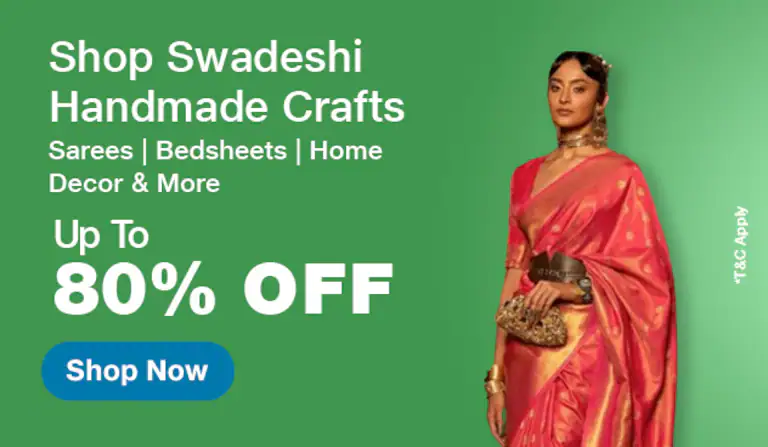 Shop Swadeshi
Handmade Crafts
Sarees | Bedsheets | Home
Decor & More
Up To
80% OFF
Shop Now
*T&C Apply